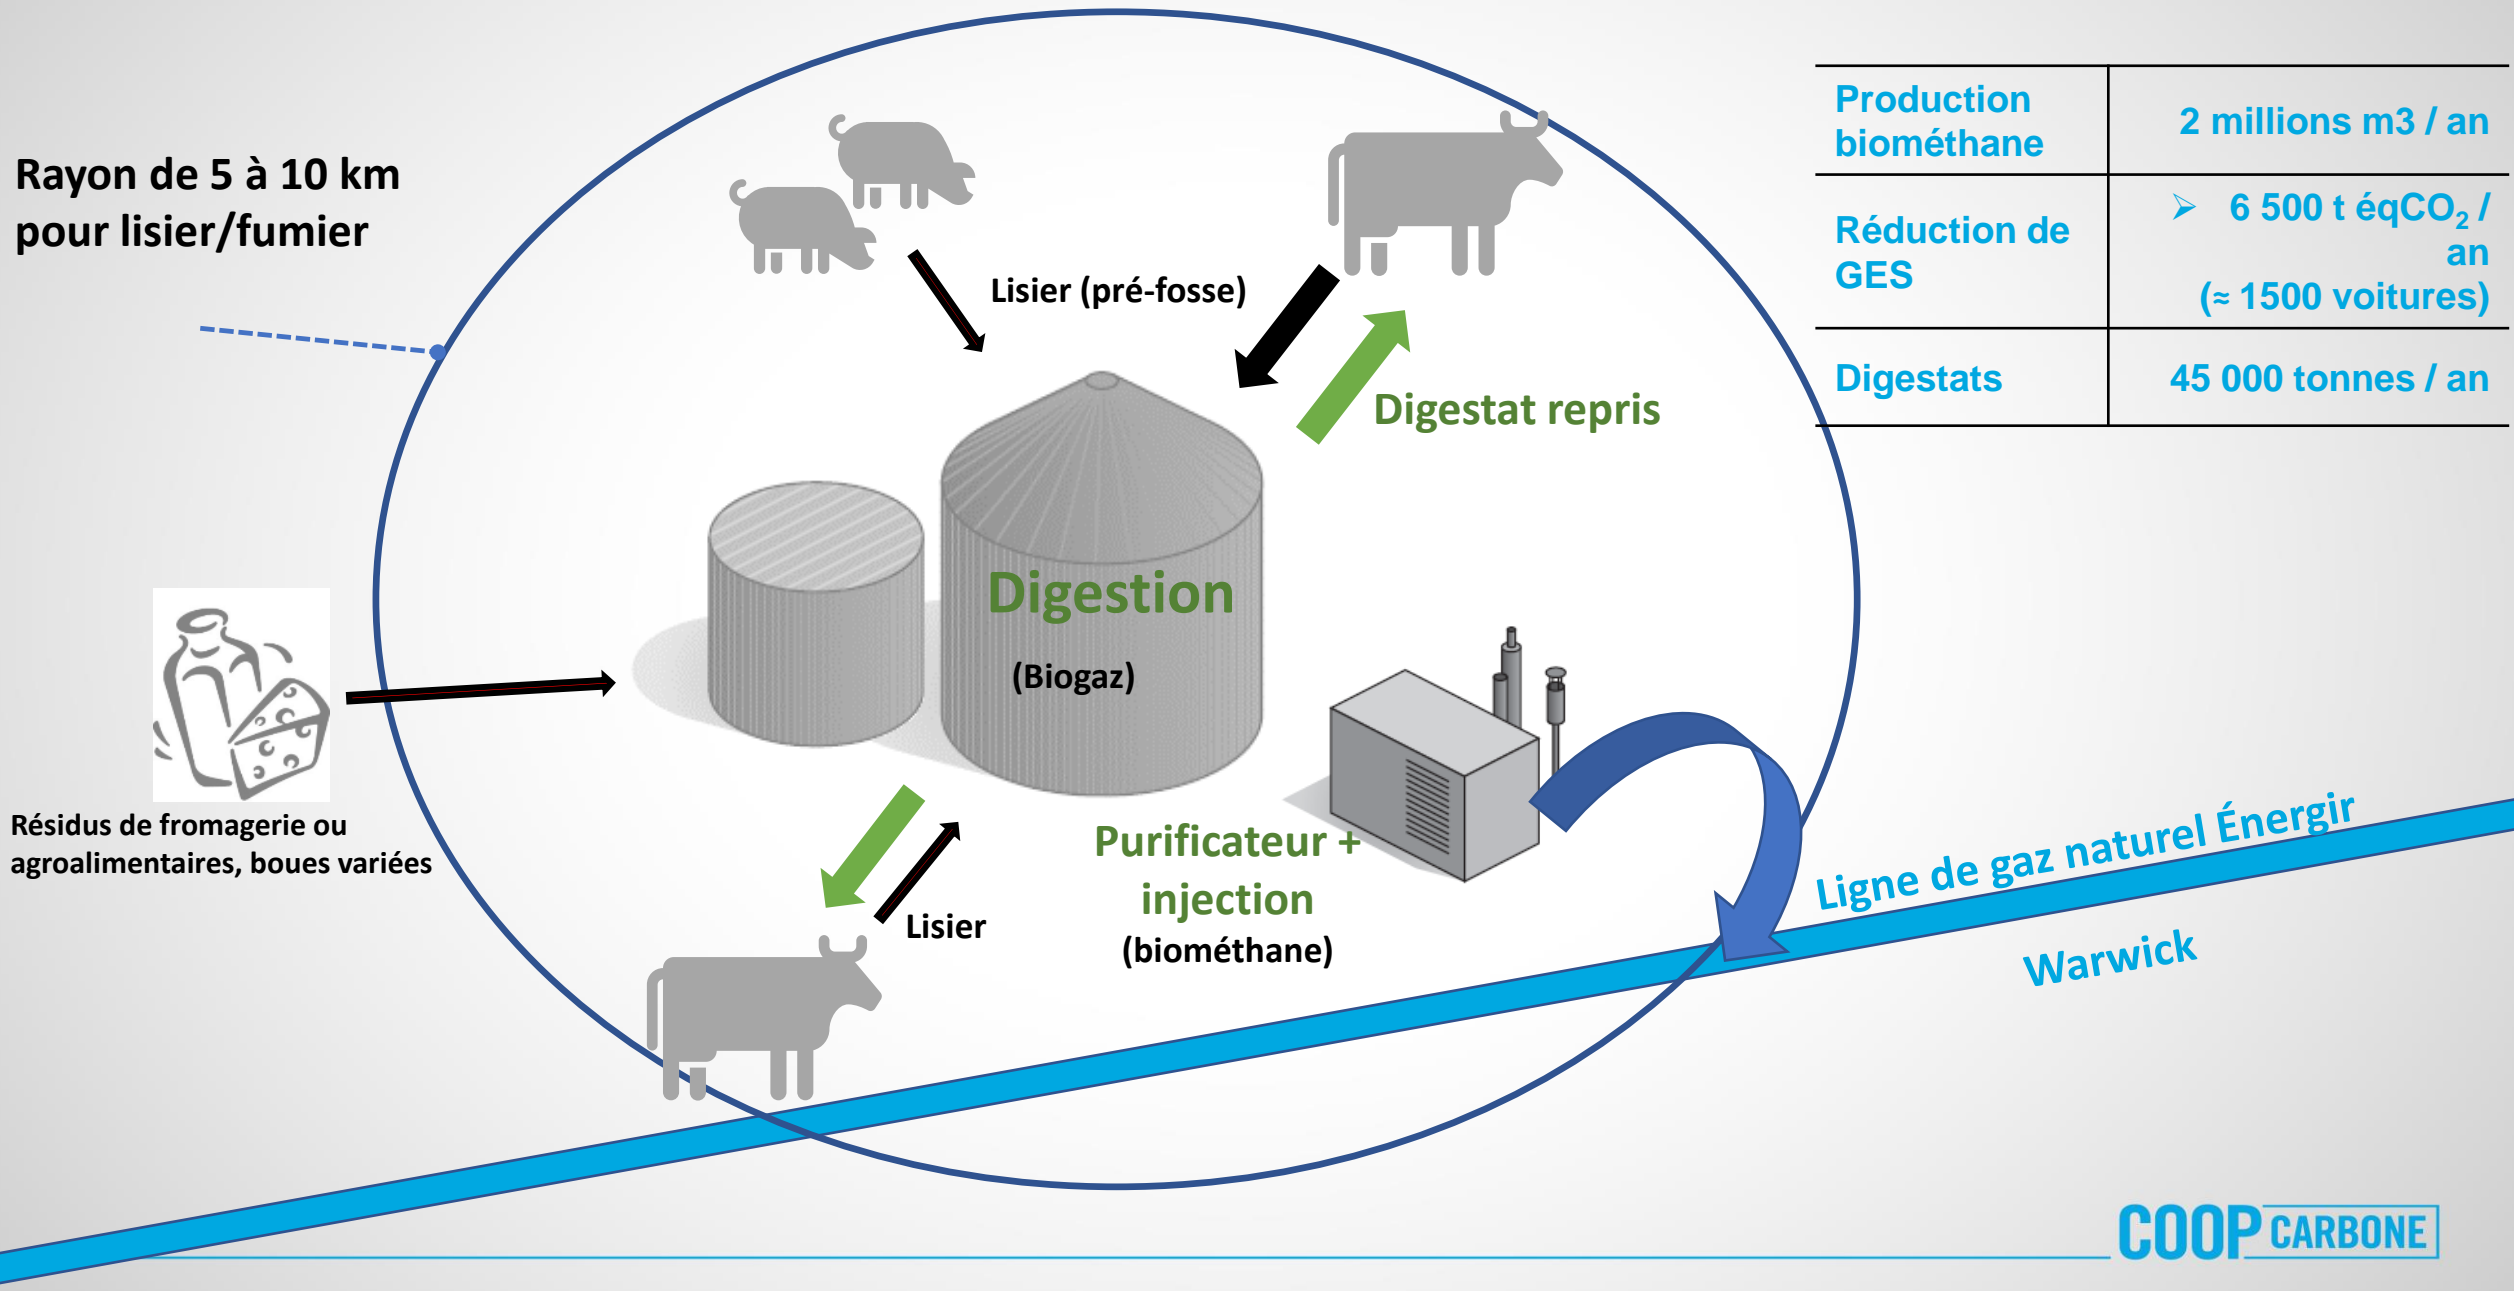 Rayon de 5 à 10 km
pour lisier/fumier
Lisier (pré-fosse)
Digestat repris
Production
biométhane
2 millions m3 / an
Réduction de
GES
➢ 6 500 t éqCO₂ /
an
(≈ 1500 voitures)
Digestats
45 000 tonnes / an
Digestion
(Biogaz)
Résidus de fromagerie ou
agroalimentaires, boues variées
Lisier
Purificateur +
injection
(biométhane)
Ligne de gaz naturel Énergir
Warwick
COOP CARBONE